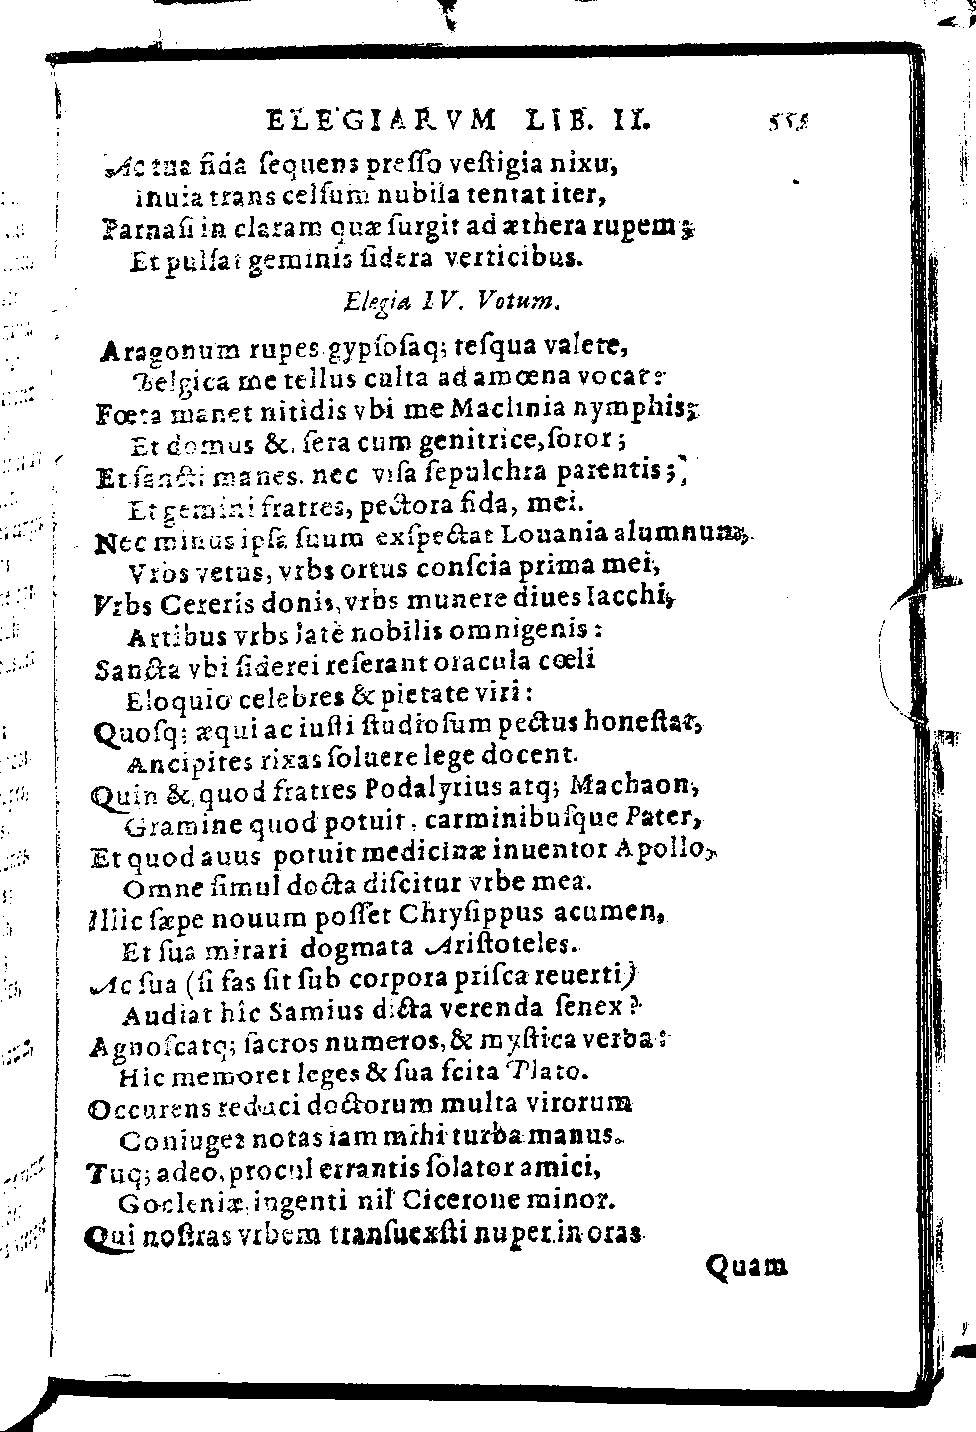 ELEGIARVM LIB. II. 555
Ac tua fida ſequens preſſo veſtigia nixu,
Inuia trans celſum nubila tentat iter,
Parnaſi in claram quæ ſurgit ad æthera rupem;
Et pulſat geminis ſidera verticibus.
Elegia IV. Votum.
Aragonum rupes gypſoſaq; teſqua valete,
Belgica me tellus culta ad amœna vocat:
Fœta manet nitidis vbi me Maclinia nymphis;
Et domus &, ſera cum genitrice, ſoror;
Et ſancti manes, nec viſa ſepulchra parentis;
Et gemini fratres, pectora fida, mei.
Nec minus ipſa ſuum exſpectat Louania alumnum,
Vrbs vetus, vrbs ortus conſcia prima mei,
Vrbs Cereris donis, vrbs munere diues Iacchi,
Artibus vrbs latè nobilis omnigenis:
Sancta vbi ſiderei reſerant oracula cœli
Eloquio celebres & pietate viri:
Quoſq; æqui ac iuſti ſtudioſum pectus honeſtat,
Ancipites rixas ſoluere lege docent.
Quin &, quod fratres Podalyrius atq; Machaon,
Gramine quod potuit, carminibuſque Pater,
Et quod auus potuit medicinæ inuentor Apollo,
Omne ſimul docta diſcitur vrbe mea.
Illic ſæpe nouum poſſet Chryſippus acumen,
Et ſua mirari dogmata Ariſtoteles.
Ac ſua (ſi fas ſit ſub corpora priſca reuerti)
Audiat hîc Samius dicta verenda ſenex?
Agnoſcatq; ſacros numeros, & myſtica verba:
Hic memoret leges & ſua ſcita Plato.
Occurens reduci doctorum multa virorum
Coniuget notas iam mihi turba manus.
Tuq; adeo, procul errantis ſolator amici,
Gocleniæ, ingenti nil Cicerone minor.
Qui noſtras vrbem tranſuexſti nuper in oras
Quam